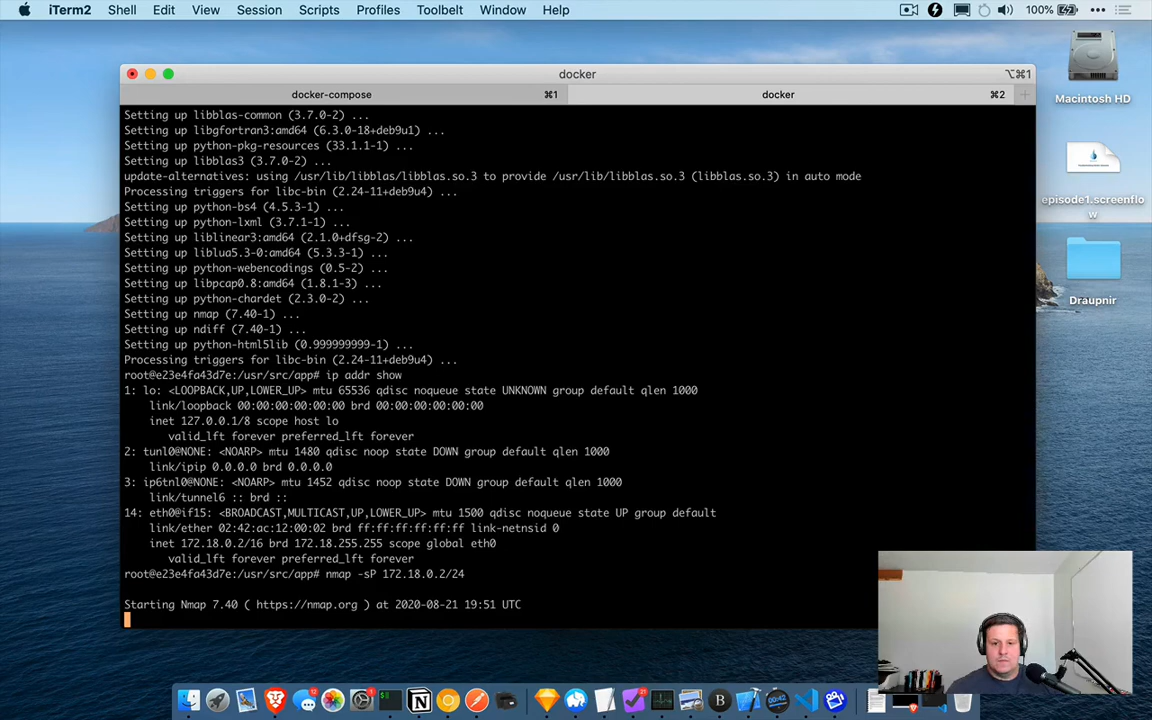 iTerm2 Shell Edit View Session Scripts Profiles Toolbelt Window Help 100%
docker ⌥⌘1
docker-compose ⌘1 docker ⌘2
Setting up libblas-common (3.7.0-2) ...
Setting up libgfortran3:amd64 (6.3.0-18+deb9u1) ...
Setting up python-pkg-resources (33.1.1-1) ...
Setting up libblas3 (3.7.0-2) ...
update-alternatives: using /usr/lib/libblas/libblas.so.3 to provide /usr/lib/libblas.so.3 (libblas.so.3) in auto mode
Processing triggers for libc-bin (2.24-11+deb9u4) ...
Setting up python-bs4 (4.5.3-1) ...
Setting up python-lxml (3.7.1-1) ...
Setting up liblinear3:amd64 (2.1.0+dfsg-2) ...
Setting up liblua5.3-0:amd64 (5.3.3-1) ...
Setting up python-webencodings (0.5-2) ...
Setting up libpcap0.8:amd64 (1.8.1-3) ...
Setting up python-chardet (2.3.0-2) ...
Setting up nmap (7.40-1) ...
Setting up ndiff (7.40-1) ...
Setting up python-html5lib (0.999999999-1) ...
Processing triggers for libc-bin (2.24-11+deb9u4) ...
root@e23e4fa43d7e:/usr/src/app# ip addr show
1: lo: <LOOPBACK,UP,LOWER_UP> mtu 65536 qdisc noqueue state UNKNOWN group default qlen 1000
link/loopback 00:00:00:00:00:00 brd 00:00:00:00:00:00
inet 127.0.0.1/8 scope host lo
valid_lft forever preferred_lft forever
2: tunl0@NONE: <NOARP> mtu 1480 qdisc noop state DOWN group default qlen 1000
link/ipip 0.0.0.0 brd 0.0.0.0
3: ip6tnl0@NONE: <NOARP> mtu 1452 qdisc noop state DOWN group default qlen 1000
link/tunnel6 :: brd ::
14: eth0@if15: <BROADCAST,MULTICAST,UP,LOWER_UP> mtu 1500 qdisc noqueue state UP group default
link/ether 02:42:ac:12:00:02 brd ff:ff:ff:ff:ff:ff link-netnsid 0
inet 172.18.0.2/16 brd 172.18.255.255 scope global eth0
valid_lft forever preferred_lft forever
root@e23e4fa43d7e:/usr/src/app# nmap -sP 172.18.0.2/24
Starting Nmap 7.40 ( https://nmap.org ) at 2020-08-21 19:51 UTC
Macintosh HD
episode1.screenflo
w
Draupnir